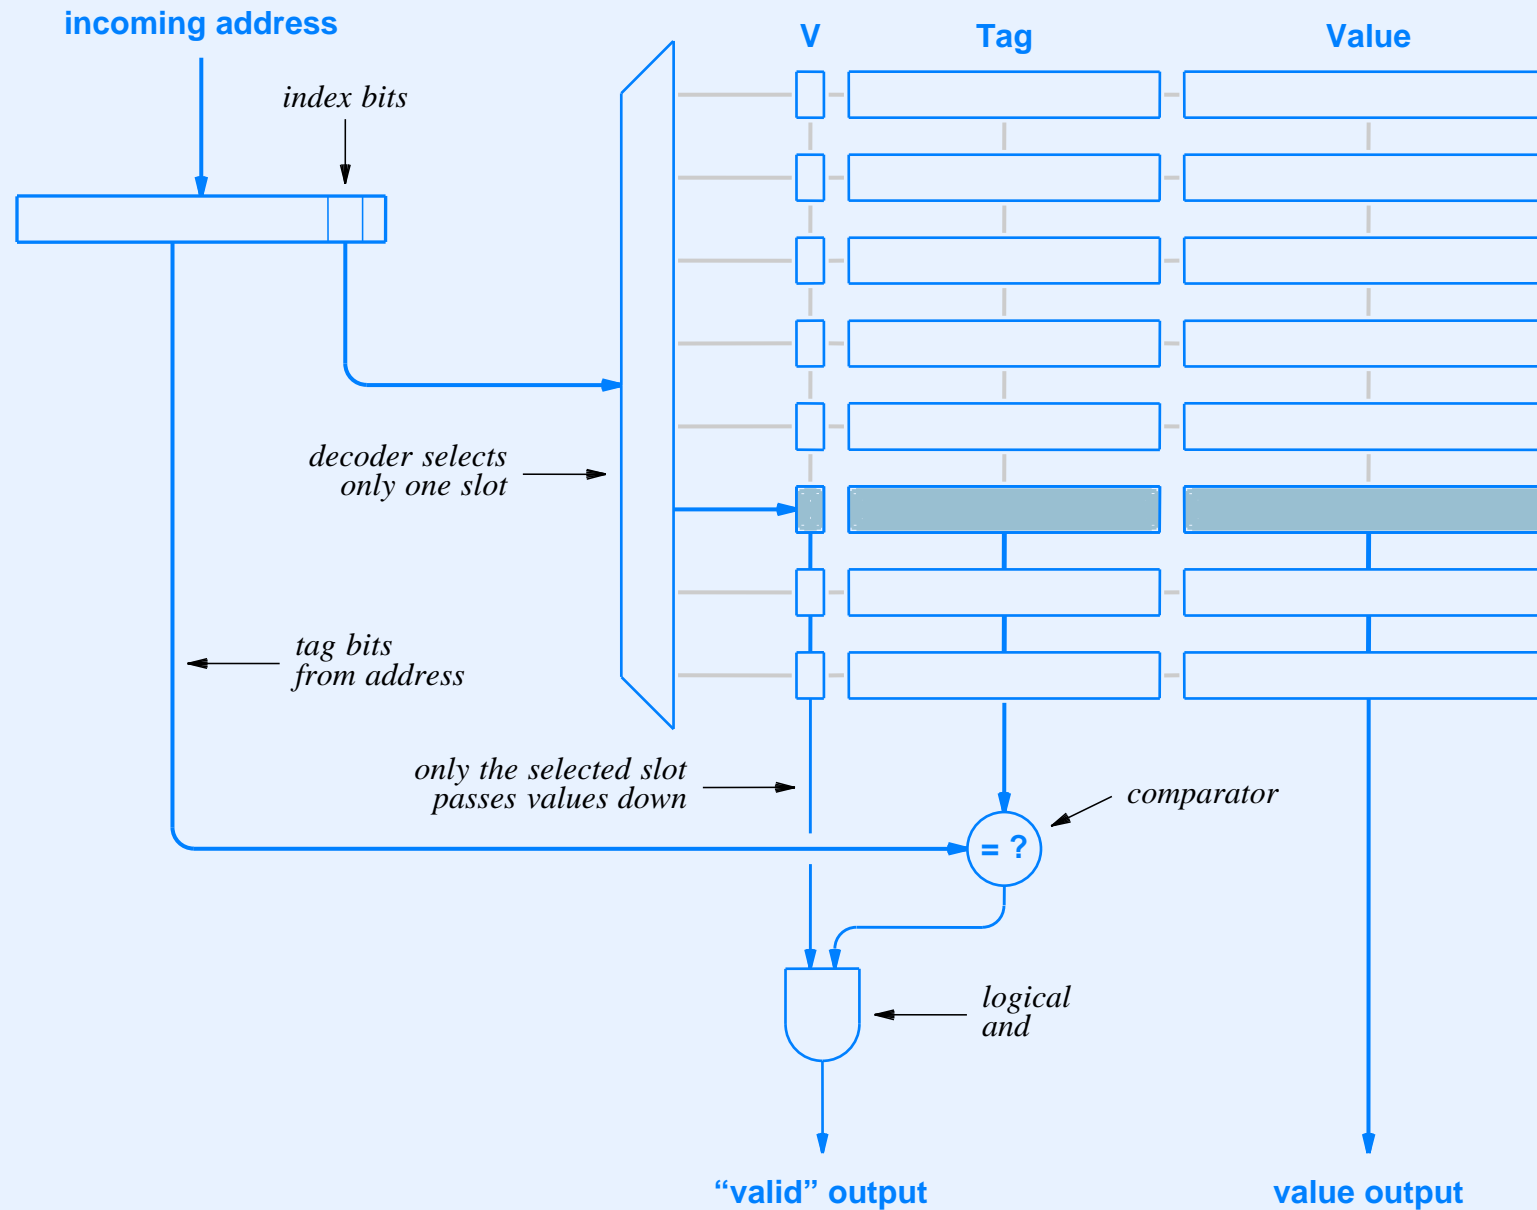 incoming address
V
Tag
Value
index bits
decoder selects
only one slot
tag bits
from address
only the selected slot
passes values down
comparator
= ?
logical
and
“valid” output
value output